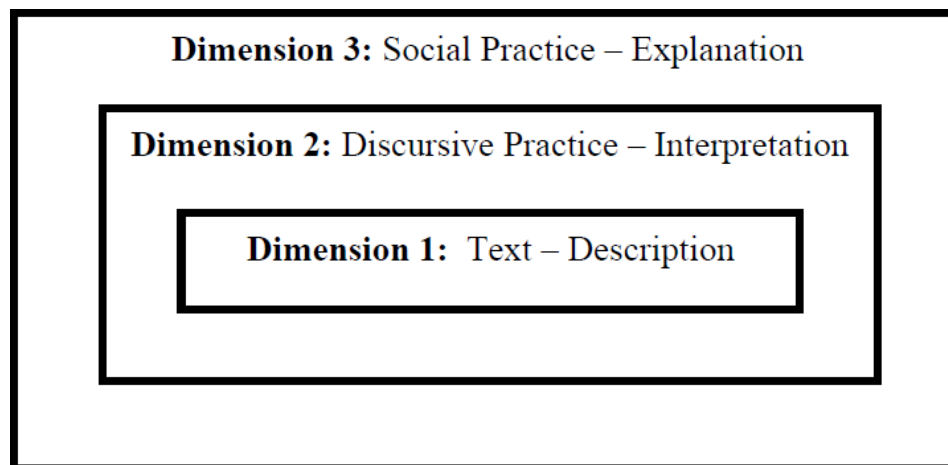 Dimension 3: Social Practice – Explanation
Dimension 2: Discursive Practice – Interpretation
Dimension 1: Text – Description